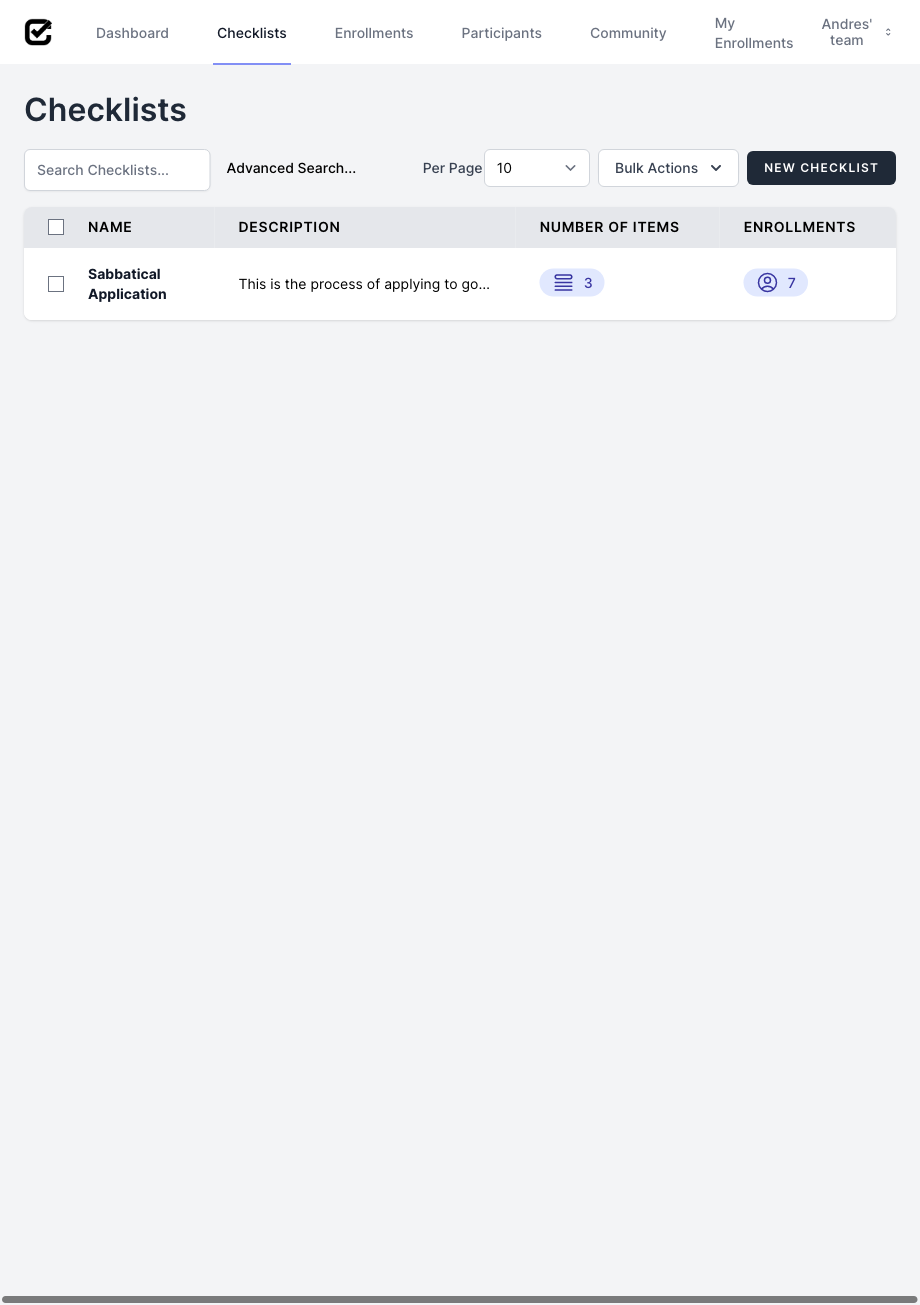 Dashboard
Checklists
Enrollments
Participants
Community
My
Enrollments
Andres'
team
Checklists
Search Checklists...
Advanced Search...
Per Page
10
Bulk Actions
NEW CHECKLIST
NAME
DESCRIPTION
NUMBER OF ITEMS
ENROLLMENTS
Sabbatical
Application
This is the process of applying to go...
3
7